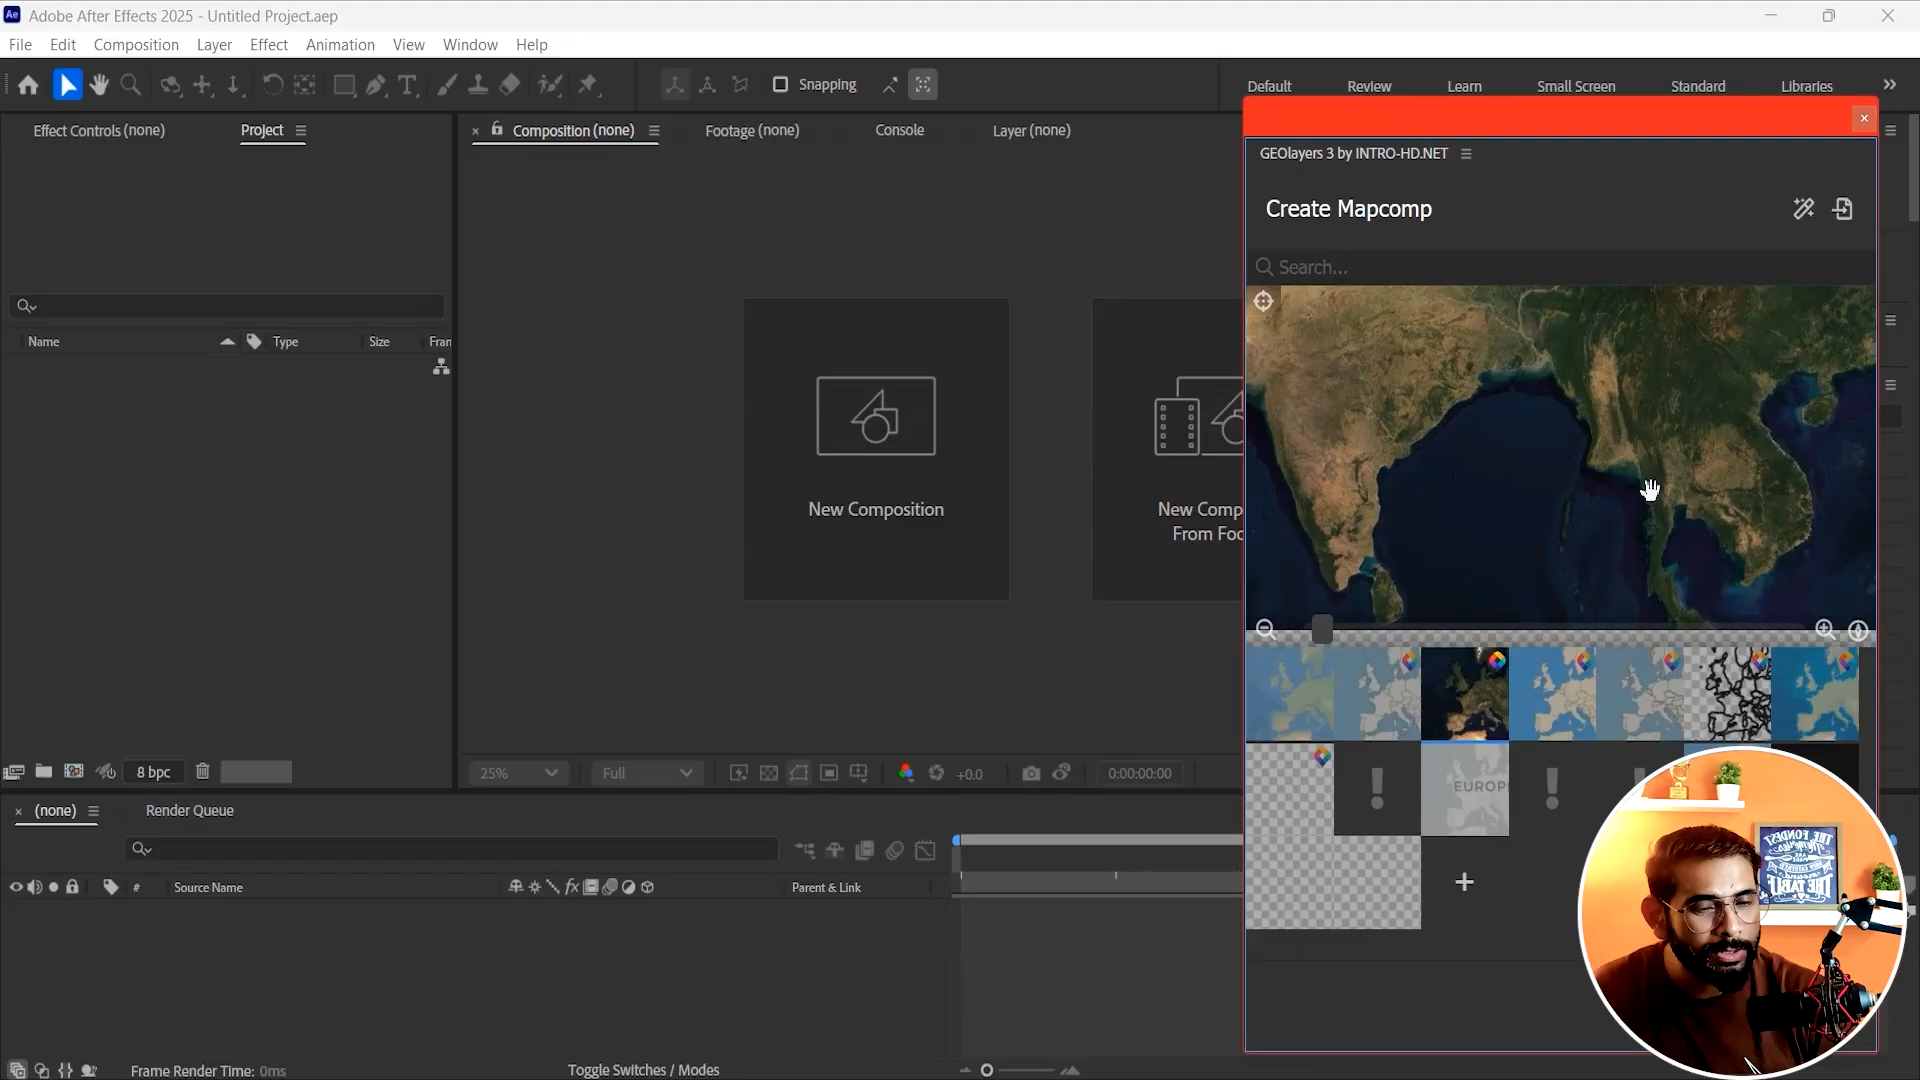 Ae Adobe After Effects 2025 - Untitled Project.aep
File Edit Composition Layer Effect Animation View Window Help
Snapping
Default Review Learn Small Screen Standard Libraries
Effect Controls (none) Project
Composition (none) Footage (none) Console Layer (none)
GEOlayers 3 by INTRO-HD.NET
Create Mapcomp
Search...
Name Type Size Fran
New Composition
New Comp
From Foo
25% Full +0.0 0:00:00:00
8 bpc
EUROP
(none) Render Queue
# Source Name fx Parent & Link
Frame Render Time: 0ms Toggle Switches / Modes